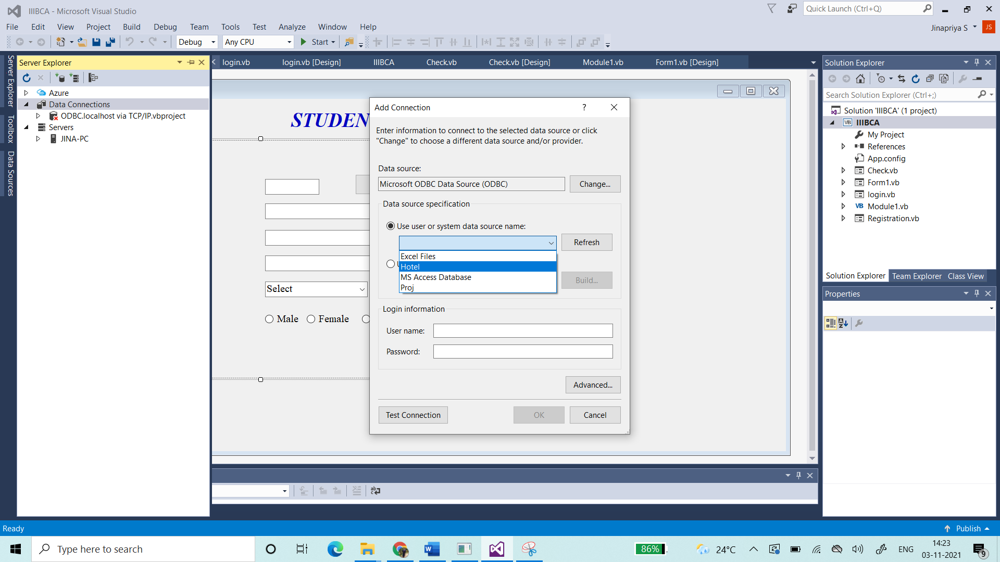 IIIBCA - Microsoft Visual Studio
Quick Launch (Ctrl+Q)
File Edit View Project Build Debug Team Tools Test Analyze Window Help
Jinapriya S
JS
Debug
Any CPU
Start
Server Explorer
Toolbox
Data Sources
Server Explorer
Azure
Data Connections
ODBC.localhost via TCP/IP.vbproject
Servers
JINA-PC
login.vb login.vb [Design] IIIBCA Check.vb Check.vb [Design] Module1.vb Form1.vb [Design]
STUDEN
Select
Male Female
Add Connection
?
Enter information to connect to the selected data source or click
"Change" to choose a different data source and/or provider.
Data source:
Microsoft ODBC Data Source (ODBC)
Change...
Data source specification
Use user or system data source name:
Refresh
Excel Files
Hotel
MS Access Database
Proj
Build...
Login information
User name:
Password:
Advanced...
Test Connection
OK
Cancel
Solution Explorer
Search Solution Explorer (Ctrl+;)
Solution 'IIIBCA' (1 project)
VB IIIBCA
My Project
References
App.config
Check.vb
Form1.vb
login.vb
VB Module1.vb
Registration.vb
Solution Explorer Team Explorer Class View
Properties
Ready
Publish
Type here to search
86%
24°C
ENG
14:23
03-11-2021
9